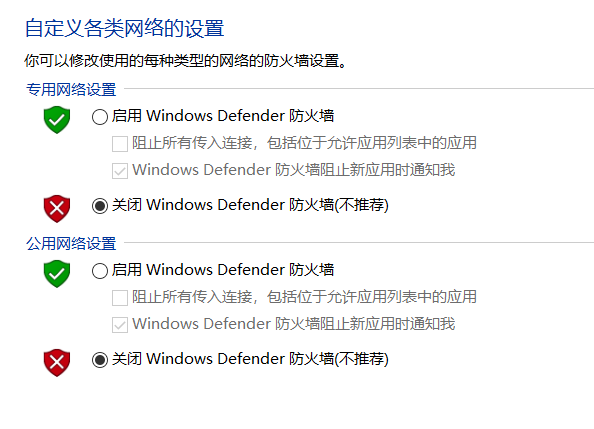 自定义各类网络的设置
你可以修改使用的每种类型的网络的防火墙设置。
专用网络设置
启用 Windows Defender 防火墙
阻止所有传入连接，包括位于允许应用列表中的应用
Windows Defender 防火墙阻止新应用时通知我
关闭 Windows Defender 防火墙(不推荐)
公用网络设置
启用 Windows Defender 防火墙
阻止所有传入连接，包括位于允许应用列表中的应用
Windows Defender 防火墙阻止新应用时通知我
关闭 Windows Defender 防火墙(不推荐)